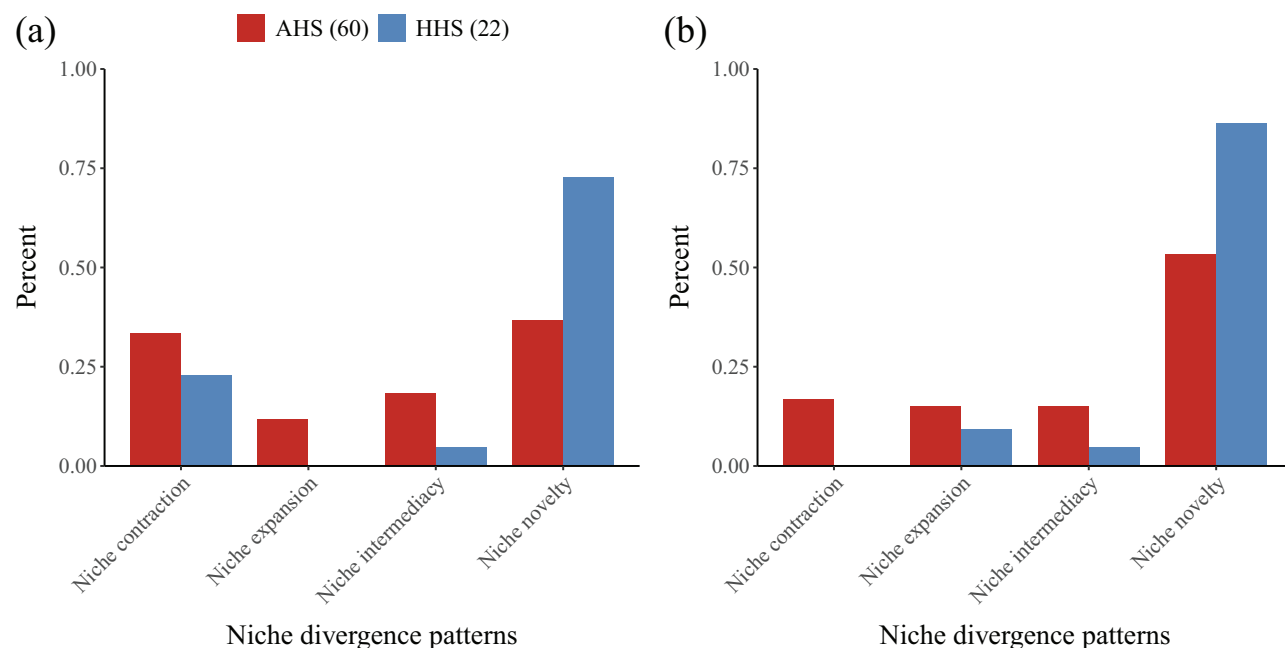 (a)
AHS (60) HHS (22)
Percent
1.00
0.75
0.50
0.25
0.00
Niche contraction
Niche expansion
Niche intermediacy
Niche novelty
Niche divergence patterns
(b)
Percent
1.00
0.75
0.50
0.25
0.00
Niche contraction
Niche expansion
Niche intermediacy
Niche novelty
Niche divergence patterns